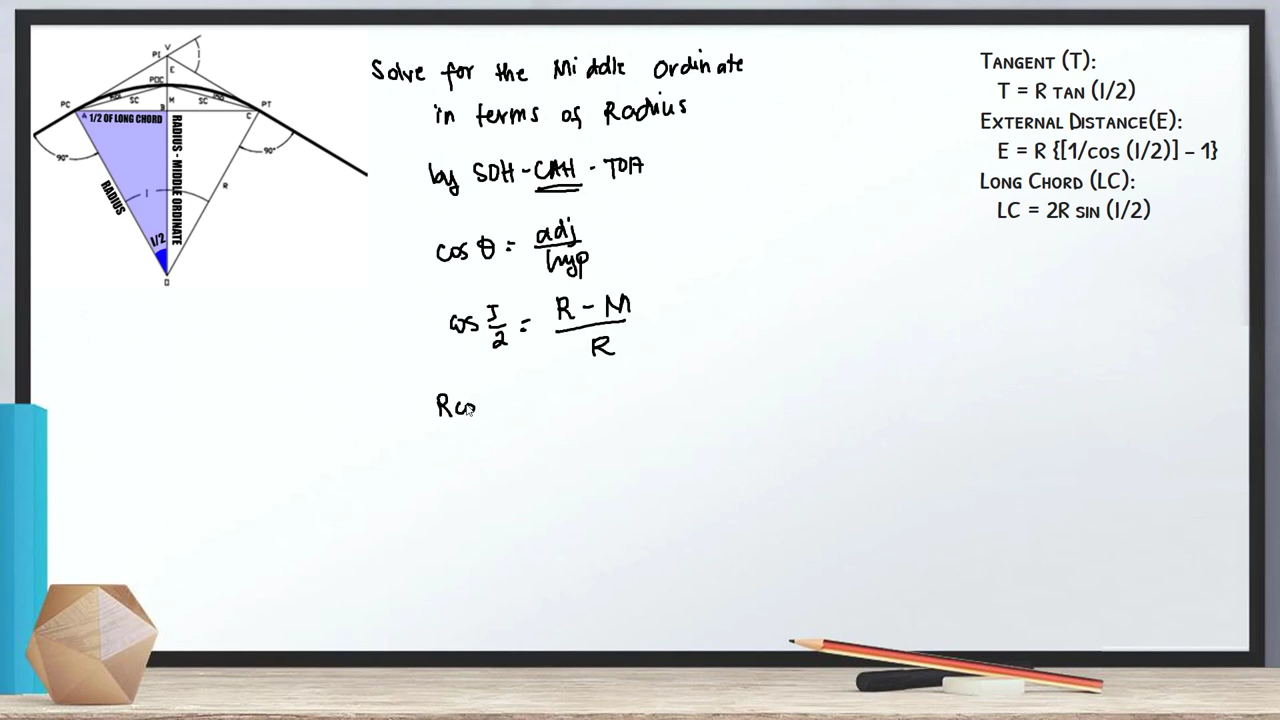 V
PI
I
E
POC
M
PC
SC
SC
PT
A
B
C
1/2 OF LONG CHORD
RADIUS - MIDDLE ORDINATE
90°
90°
RADIUS
I
R
I/2
O
Solve for the Middle Ordinate
in terms of Radius
by SOH - CAH - TOA
cos θ = adj
hyp
cos I/2 = R - M
R
R co
TANGENT (T):
T = R TAN (I/2)
EXTERNAL DISTANCE(E):
E = R {[1/cos (I/2)] - 1}
LONG CHORD (LC):
LC = 2R SIN (I/2)